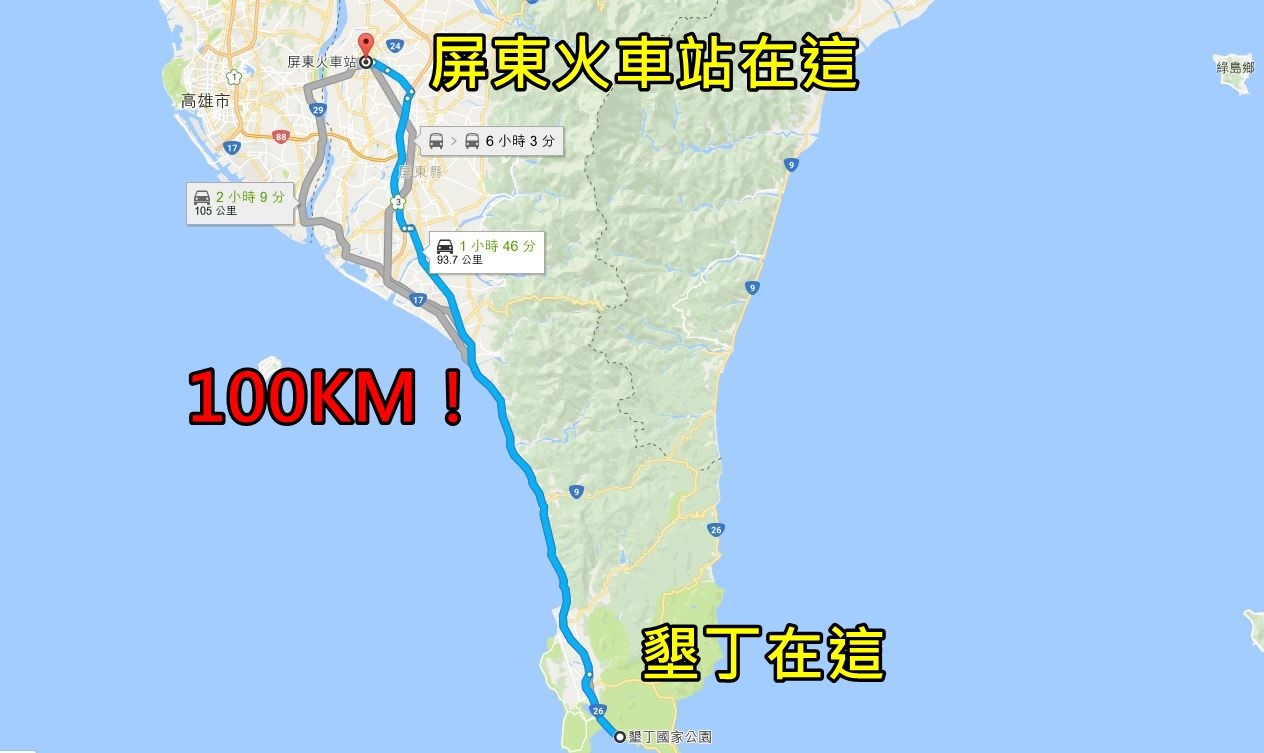 屏東火車站在這
綠島鄉
24
屏東火車站
1
高雄市
29
88
17
6 小時 3 分
9
屏東縣
2 小時 9 分
105 公里
3
1 小時 46 分
93.7 公里
9
17
100KM！
9
26
墾丁在這
26
墾丁國家公園